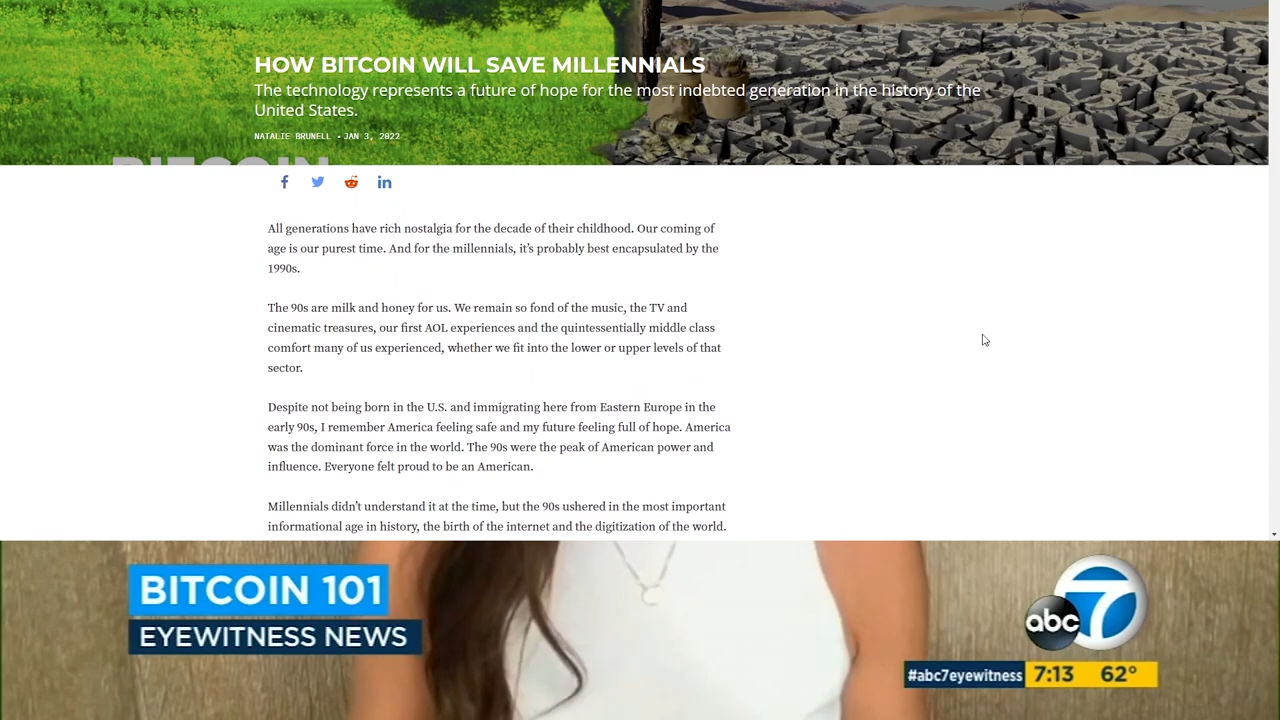 HOW BITCOIN WILL SAVE MILLENNIALS
The technology represents a future of hope for the most indebted generation in the history of the
United States.
NATALIE BRUNELL • JAN 3, 2022
BITCOIN
All generations have rich nostalgia for the decade of their childhood. Our coming of
age is our purest time. And for the millennials, it’s probably best encapsulated by the
1990s.
The 90s are milk and honey for us. We remain so fond of the music, the TV and
cinematic treasures, our first AOL experiences and the quintessentially middle class
comfort many of us experienced, whether we fit into the lower or upper levels of that
sector.
Despite not being born in the U.S. and immigrating here from Eastern Europe in the
early 90s, I remember America feeling safe and my future feeling full of hope. America
was the dominant force in the world. The 90s were the peak of American power and
influence. Everyone felt proud to be an American.
Millennials didn’t understand it at the time, but the 90s ushered in the most important
informational age in history, the birth of the internet and the digitization of the world.
BITCOIN 101
EYEWITNESS NEWS
abc 7
#abc7eyewitness 7:13 62°